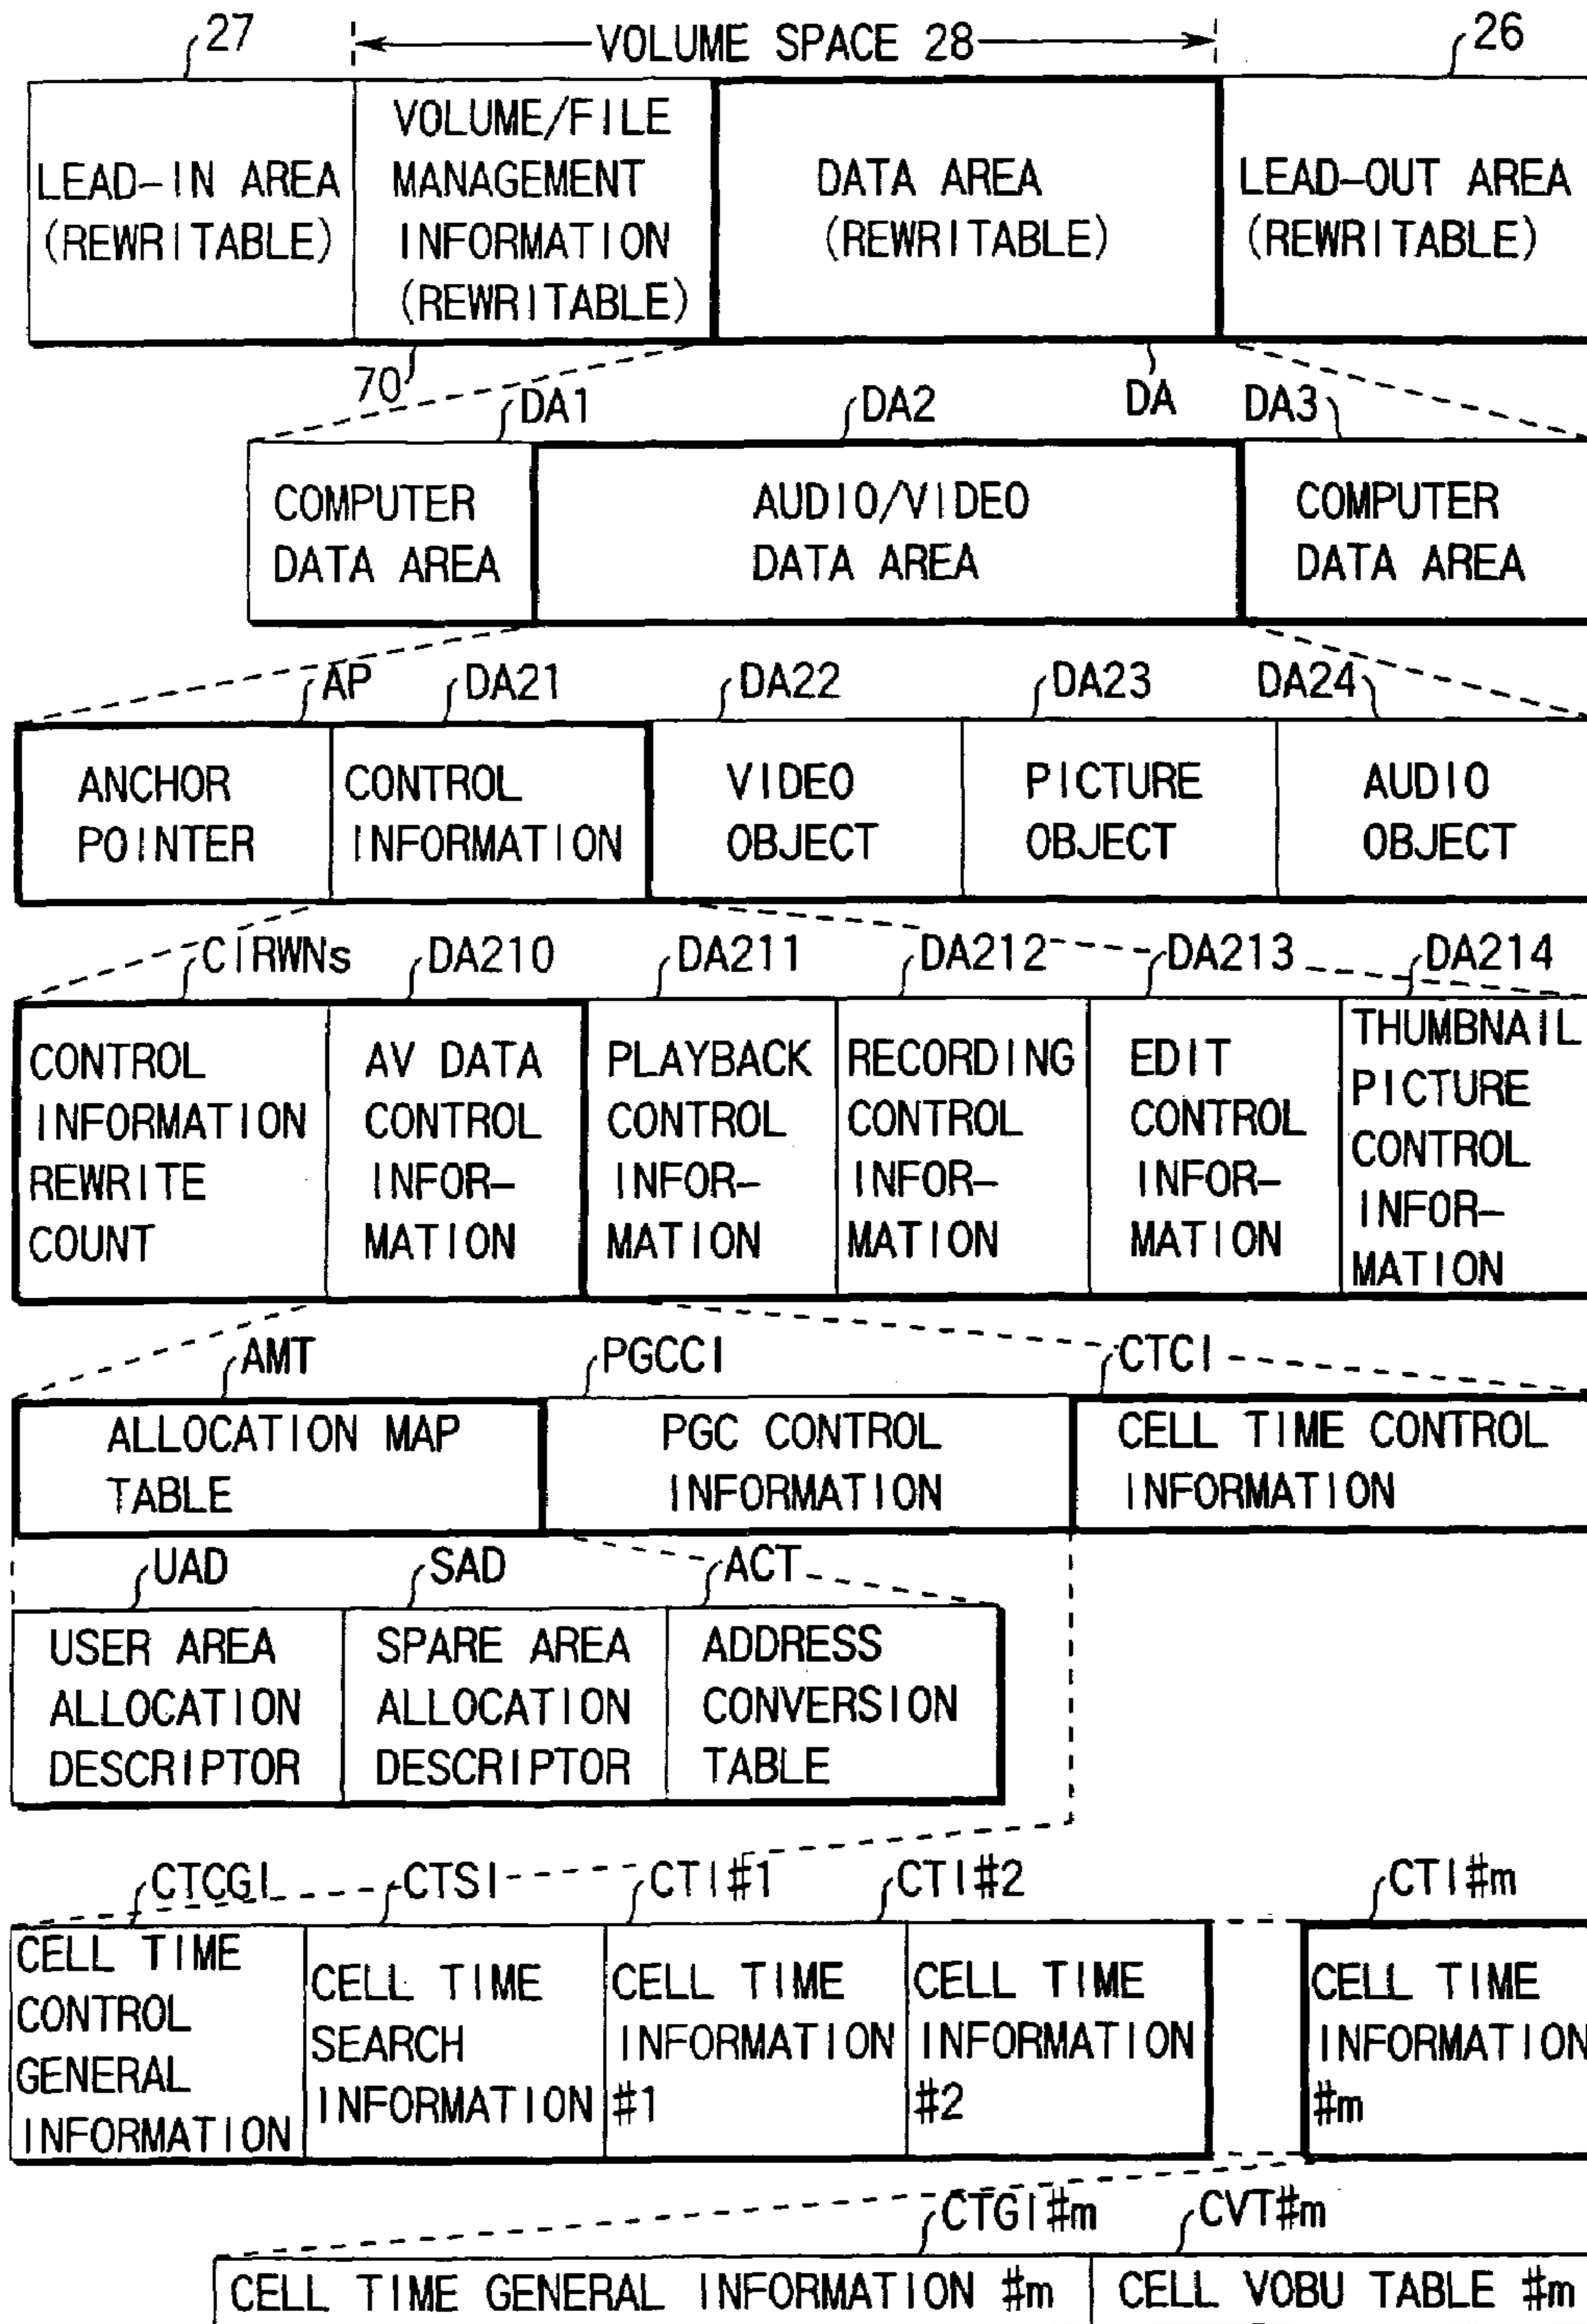 27
VOLUME SPACE 28
26
LEAD-IN AREA
(REWRITABLE)
VOLUME/FILE
MANAGEMENT
INFORMATION
(REWRITABLE)
DATA AREA
(REWRITABLE)
LEAD-OUT AREA
(REWRITABLE)
70
DA
DA1
DA2
DA3
COMPUTER
DATA AREA
AUDIO/VIDEO
DATA AREA
COMPUTER
DATA AREA
AP
DA21
DA22
DA23
DA24
ANCHOR
POINTER
CONTROL
INFORMATION
VIDEO
OBJECT
PICTURE
OBJECT
AUDIO
OBJECT
CIRWNs
DA210
DA211
DA212
DA213
DA214
CONTROL
INFORMATION
REWRITE
COUNT
AV DATA
CONTROL
INFOR-
MATION
PLAYBACK
CONTROL
INFOR-
MATION
RECORDING
CONTROL
INFOR-
MATION
EDIT
CONTROL
INFOR-
MATION
THUMBNAIL
PICTURE
CONTROL
INFOR-
MATION
AMT
PGCCI
CTCI
ALLOCATION MAP
TABLE
PGC CONTROL
INFORMATION
CELL TIME CONTROL
INFORMATION
UAD
SAD
ACT
USER AREA
ALLOCATION
DESCRIPTOR
SPARE AREA
ALLOCATION
DESCRIPTOR
ADDRESS
CONVERSION
TABLE
CTCGI
CTSI
CTI#1
CTI#2
CTI#m
CELL TIME
CONTROL
GENERAL
INFORMATION
CELL TIME
SEARCH
INFORMATION
CELL TIME
INFORMATION
#1
CELL TIME
INFORMATION
#2
CELL TIME
INFORMATION
#m
CTGI#m
CVT#m
CELL TIME GENERAL INFORMATION #m
CELL VOBU TABLE #m